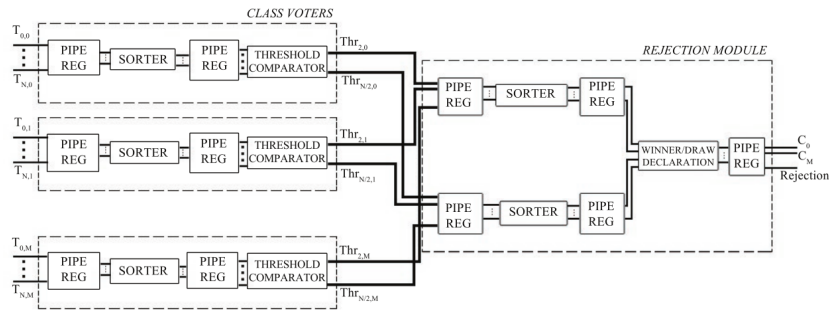 CLASS VOTERS
T0,0
TN,0
PIPE
REG
SORTER
PIPE
REG
THRESHOLD
COMPARATOR
Thr2,0
ThrN/2,0
T0,1
TN,1
PIPE
REG
SORTER
PIPE
REG
THRESHOLD
COMPARATOR
Thr2,1
ThrN/2,1
T0,M
TN,M
PIPE
REG
SORTER
PIPE
REG
THRESHOLD
COMPARATOR
Thr2,M
ThrN/2,M
REJECTION MODULE
PIPE
REG
SORTER
PIPE
REG
PIPE
REG
SORTER
PIPE
REG
WINNER/DRAW
DECLARATION
PIPE
REG
C0
CM
Rejection